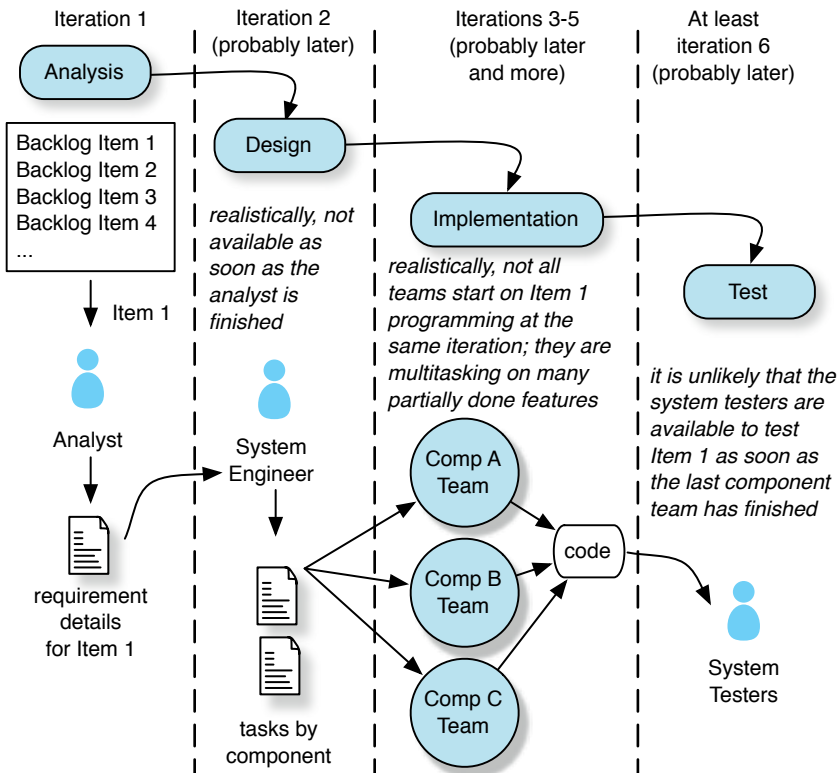 Iteration 1
Analysis
Backlog Item 1
Backlog Item 2
Backlog Item 3
Backlog Item 4
...
Item 1
Analyst
requirement
details
for Item 1
Iteration 2
(probably later)
Design
realistically, not
available as
soon as the
analyst is
finished
System
Engineer
tasks by
component
Iterations 3-5
(probably later
and more)
Implementation
realistically, not all
teams start on Item 1
programming at the
same iteration; they are
multitasking on many
partially done features
Comp A
Team
Comp B
Team
Comp C
Team
code
At least
iteration 6
(probably later)
Test
it is unlikely that the
system testers are
available to test
Item 1 as soon as
the last component
team has finished
System
Testers